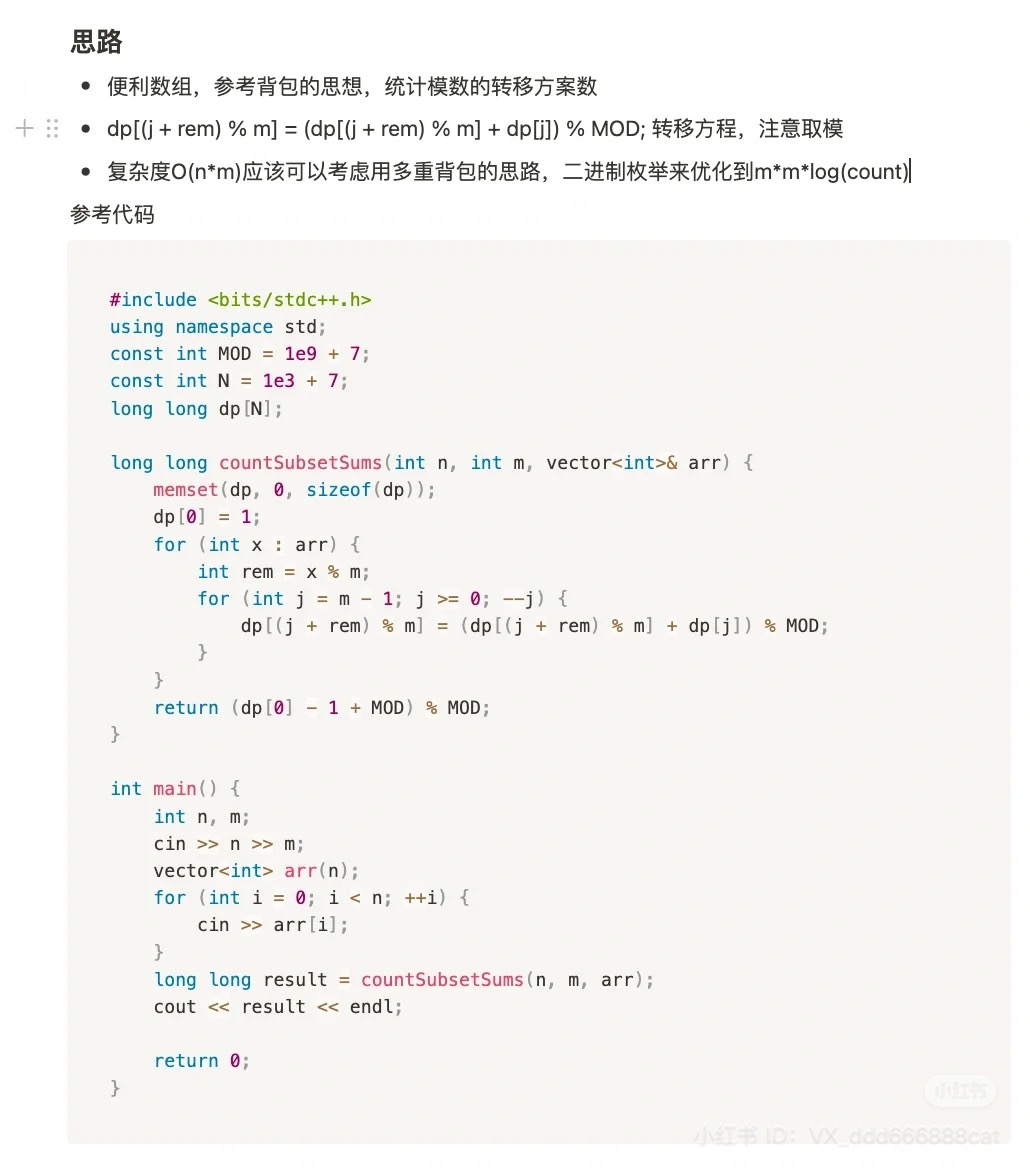 思路
便利数组，参考背包的思想，统计模数的转移方案数
dp[(j + rem) % m] = (dp[(j + rem) % m] + dp[j]) % MOD; 转移方程，注意取模
复杂度O(n*m)应该可以考虑用多重背包的思路，二进制枚举来优化到m*m*log(count)
参考代码
#include <bits/stdc++.h>
using namespace std;
const int MOD = 1e9 + 7;
const int N = 1e3 + 7;
long long dp[N];
long long countSubsetSums(int n, int m, vector<int>& arr) {
    memset(dp, 0, sizeof(dp));
    dp[0] = 1;
    for (int x : arr) {
        int rem = x % m;
        for (int j = m - 1; j >= 0; --j) {
            dp[(j + rem) % m] = (dp[(j + rem) % m] + dp[j]) % MOD;
        }
    }
    return (dp[0] - 1 + MOD) % MOD;
}
int main() {
    int n, m;
    cin >> n >> m;
    vector<int> arr(n);
    for (int i = 0; i < n; ++i) {
        cin >> arr[i];
    }
    long long result = countSubsetSums(n, m, arr);
    cout << result << endl;
    return 0;
}
小红书
小红书 ID: VX_ddd666888cat